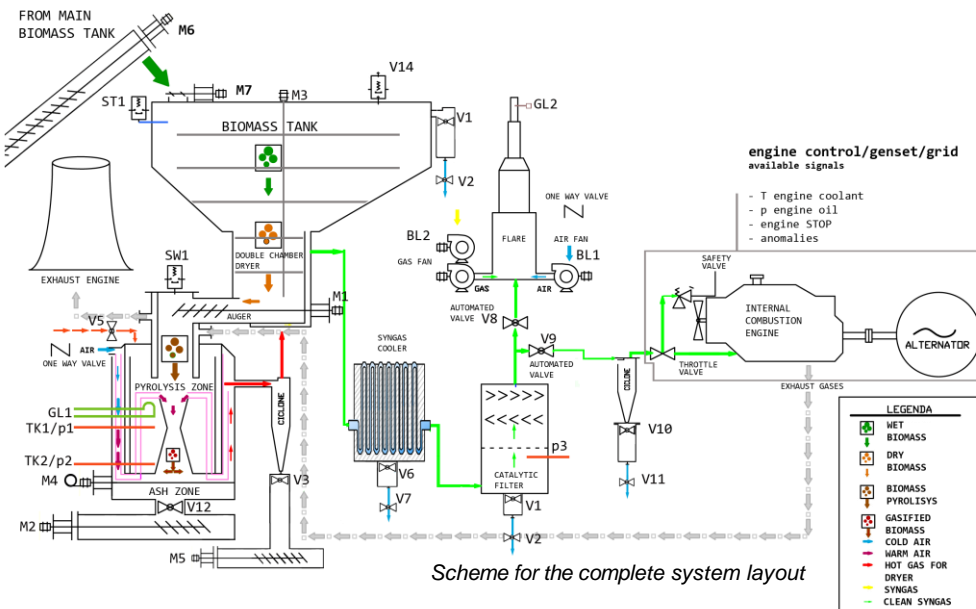 FROM MAIN
BIOMASS TANK
M6
M7
M3
V14
ST1
BIOMASS TANK
V1
V2
GL2
engine control/genset/grid
available signals
- T engine coolant
- p engine oil
- engine STOP
- anomalies
ONE WAY VALVE
BL2
GAS FAN
FLARE
AIR FAN
BL1
GAS
AIR
DOUBLE CHAMBER
DRYER
SW1
EXHAUST ENGINE
M1
AUGER
SAFETY
VALVE
INTERNAL
COMBUSTION
ENGINE
ALTERNATOR
THROTTLE
VALVE
EXHAUST GASES
AUTOMATED
VALVE
V8
V9
AUTOMATED
VALVE
V5
AIR
ONE WAY VALVE
PYROLYSIS ZONE
SYNGAS
COOLER
CICLONE
CICLONE
GL1
TK1/p1
TK2/p2
M4
ASH ZONE
V12
M2
M5
V3
V6
V7
p3
CATALYTIC
FILTER
V1
V2
V10
V11
LEGENDA
WET
BIOMASS
DRY
BIOMASS
BIOMASS
PYROLISYS
GASIFIED
BIOMASS
COLD AIR
WARM AIR
HOT GAS FOR
DRYER
SYNGAS
CLEAN SYNGAS
Scheme for the complete system layout